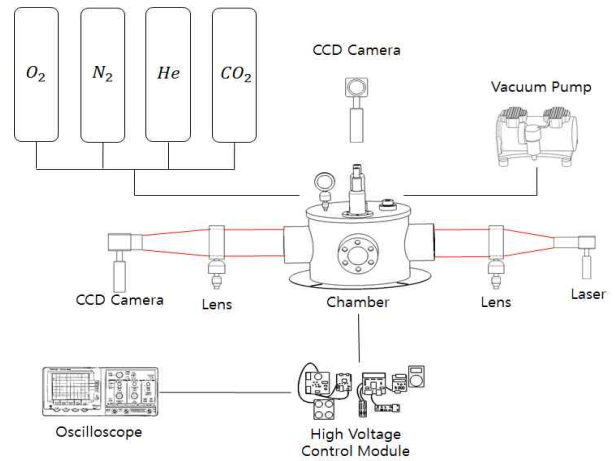 O2
N2
He
CO2
CCD Camera
Vacuum Pump
CCD Camera
Lens
Chamber
Lens
Laser
Oscilloscope
High Voltage
Control Module